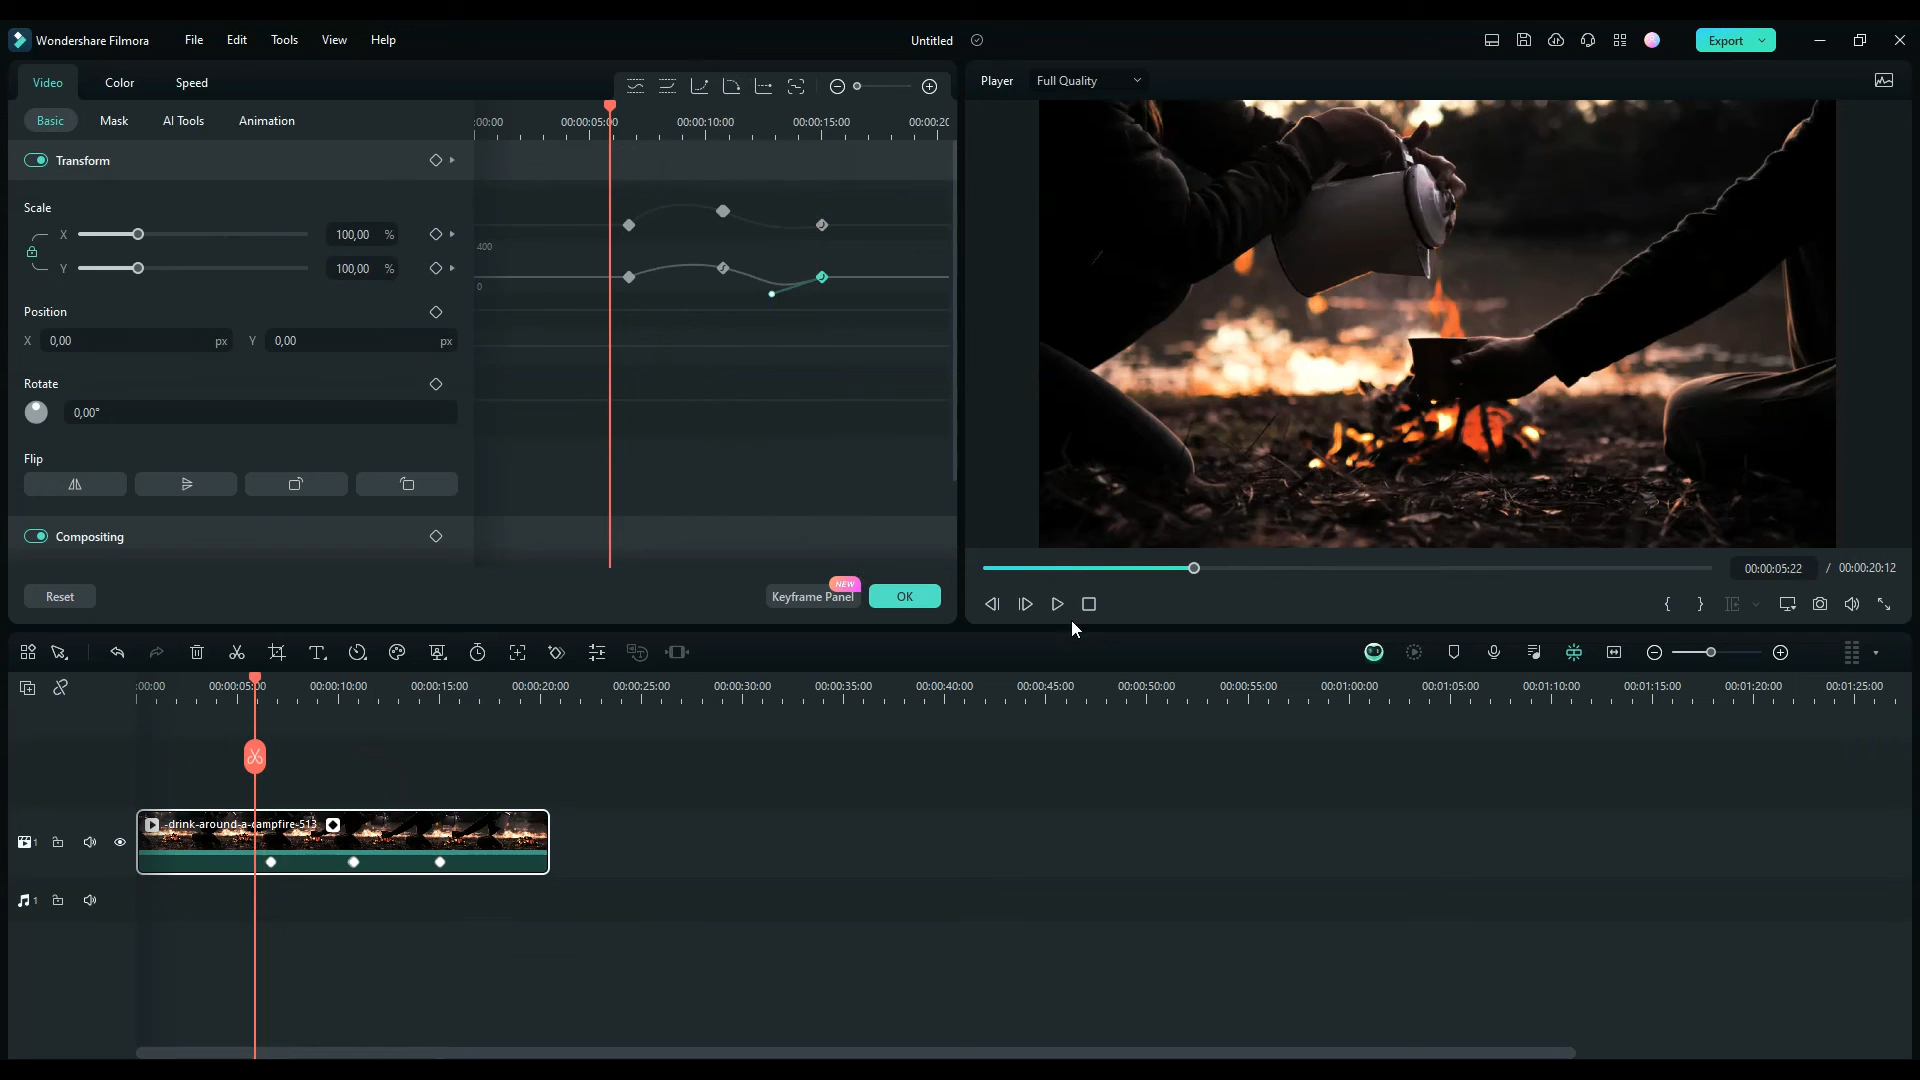 Wondershare Filmora File Edit Tools View Help Untitled Export
Video Color Speed Player Full Quality
Basic Mask AI Tools Animation :00:00 00:00:05:00 00:00:10:00 00:00:15:00 00:00:20
Transform
Scale
X 100,00 %
400
Y 100,00 %
0
Position
X 0,00 px Y 0,00 px
Rotate
0,00°
Flip
Compositing
00:00:05:22 / 00:00:20:12
NEW
Reset Keyframe Panel OK
:00:00 00:00:05:00 00:00:10:00 00:00:15:00 00:00:20:00 00:00:25:00 00:00:30:00 00:00:35:00 00:00:40:00 00:00:45:00 00:00:50:00 00:00:55:00 00:01:00:00 00:01:05:00 00:01:10:00 00:01:15:00 00:01:20:00 00:01:25:00
-drink-around-a-campfire-513
1
1